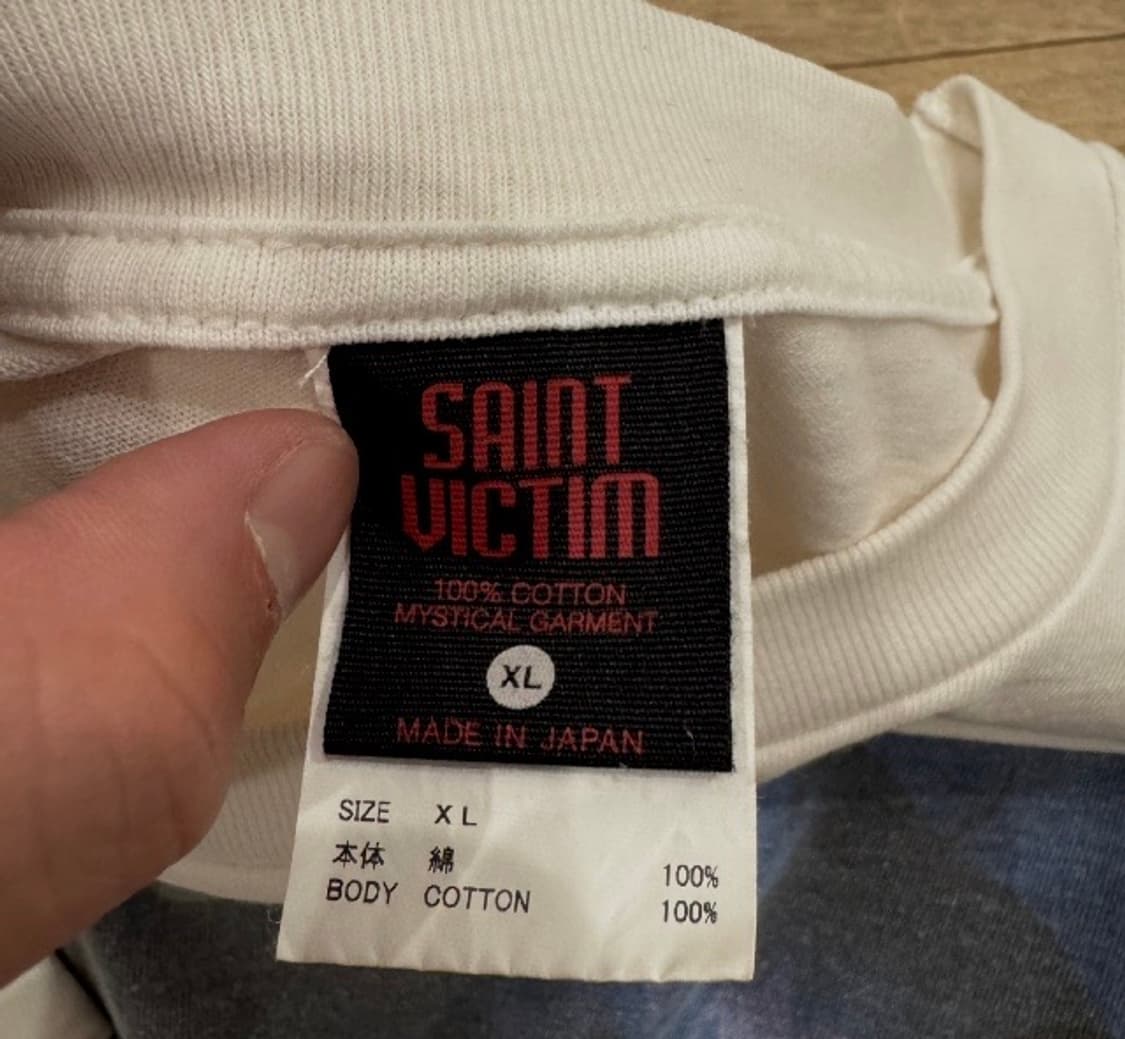 SAINT
VICTIM
100% COTTON
MYSTICAL GARMENT
XL
MADE IN JAPAN
SIZE XL
本体 綿 100%
BODY COTTON 100%